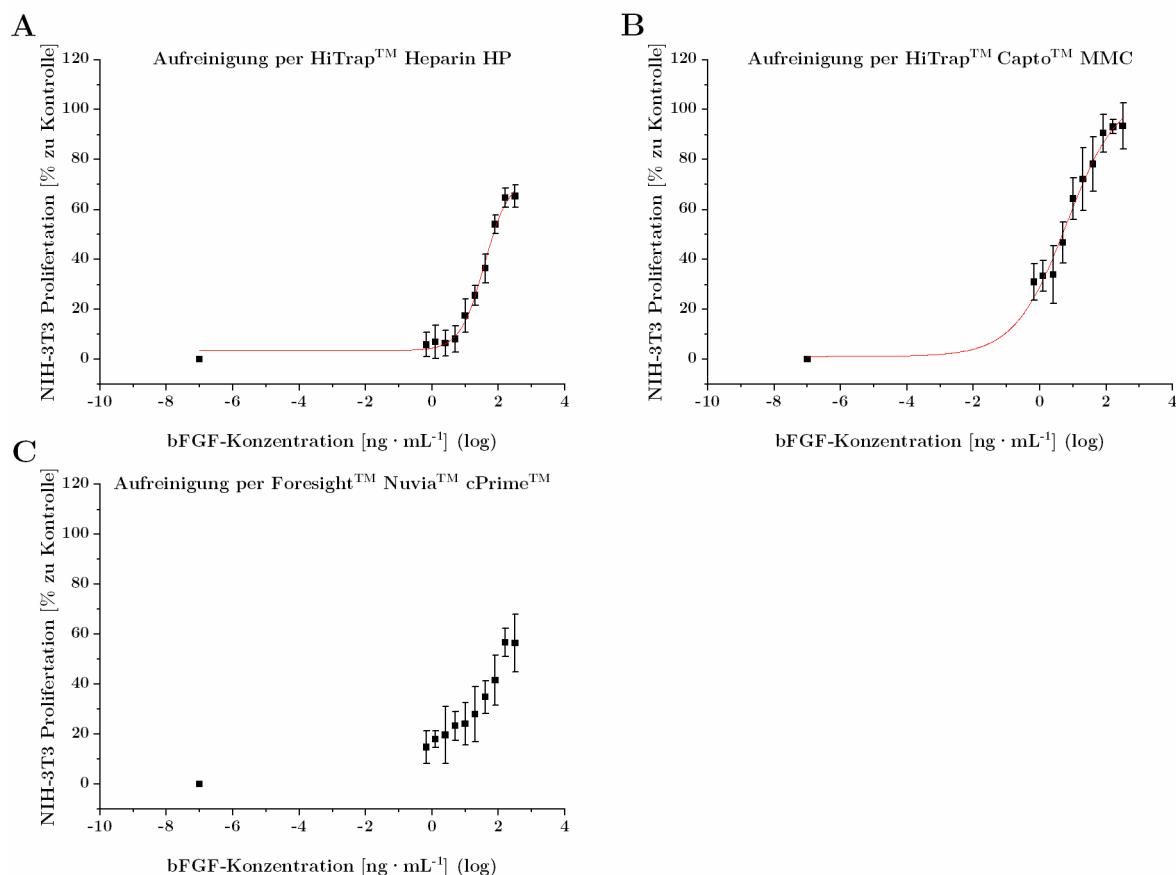 A
Aufreinigung per HiTrap™ Heparin HP
NIH-3T3 Prolifertation [% zu Kontrolle]
120
100
80
60
40
20
0
-10 -8 -6 -4 -2 0 2 4
bFGF-Konzentration [ng · mL⁻¹] (log)
B
Aufreinigung per HiTrap™ Capto™ MMC
NIH-3T3 Prolifertation [% zu Kontrolle]
120
100
80
60
40
20
0
-10 -8 -6 -4 -2 0 2 4
bFGF-Konzentration [ng · mL⁻¹] (log)
C
Aufreinigung per Foresight™ Nuvia™ cPrime™
NIH-3T3 Prolifertation [% zu Kontrolle]
120
100
80
60
40
20
0
-10 -8 -6 -4 -2 0 2 4
bFGF-Konzentration [ng · mL⁻¹] (log)